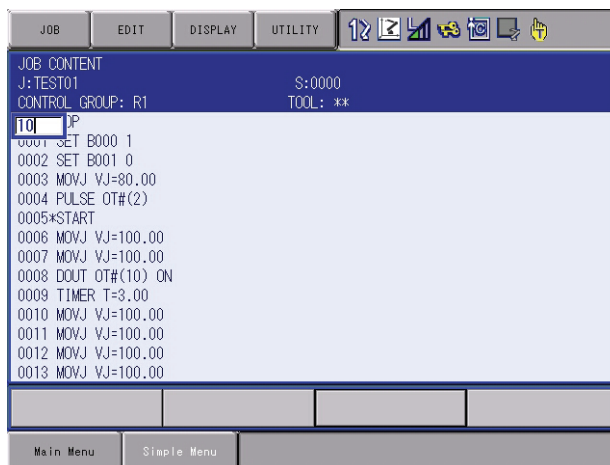 JOB EDIT DISPLAY UTILITY
JOB CONTENT
J:TEST01 S:0000
CONTROL GROUP: R1 TOOL: **
10
0001 SET B000 1
0002 SET B001 0
0003 MOVJ VJ=80.00
0004 PULSE OT#(2)
0005*START
0006 MOVJ VJ=100.00
0007 MOVJ VJ=100.00
0008 DOUT OT#(10) ON
0009 TIMER T=3.00
0010 MOVJ VJ=100.00
0011 MOVJ VJ=100.00
0012 MOVJ VJ=100.00
0013 MOVJ VJ=100.00
Main Menu Simple Menu